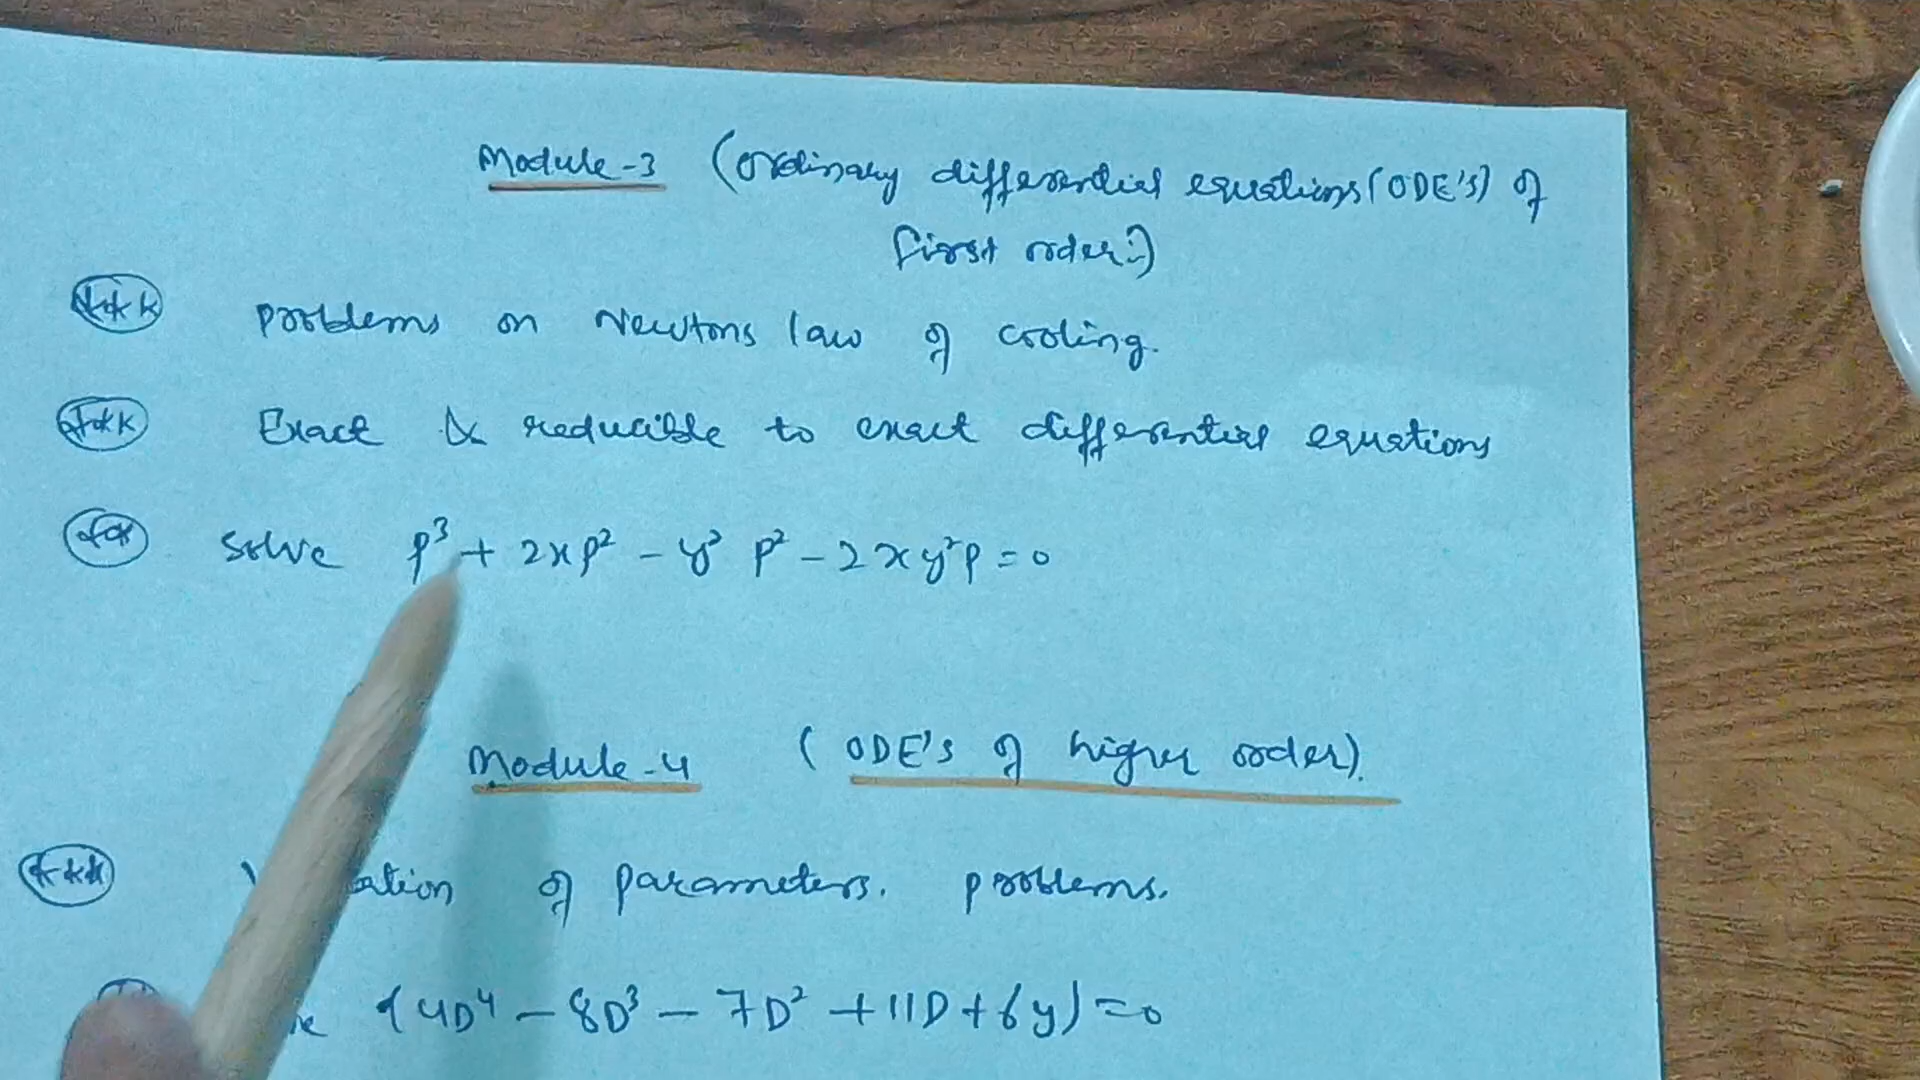 Module-3 (Ordinary differential equations (ODE's) of
first order:)
*** problems on Newtons law of cooling.
*** Exact & reducible to exact differential equations
** Solve p³ + 2xp² - y² p² - 2xy²p = 0
Module-4 (ODE's of higher order).
*** of parameters. problems.
(4D⁴ - 8D³ - 7D² + 11D + 6y) = 0